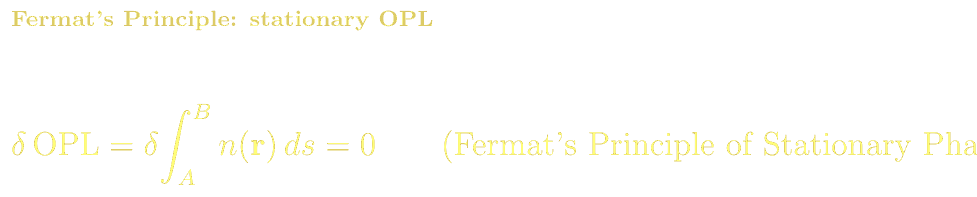 Fermat's Principle: stationary OPL
δ OPL = δ∫_A^B n(𝐫) ds = 0 (Fermat's Principle of Stationary Pha